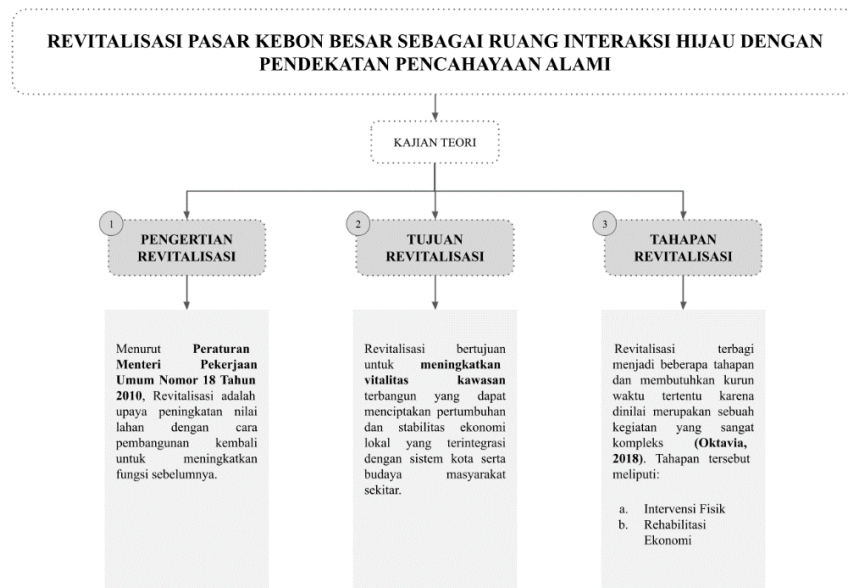 REVITALISASI PASAR KEBON BESAR SEBAGAI RUANG INTERAKSI HIJAU DENGAN
PENDEKATAN PENCAHAYAAN ALAMI
KAJIAN TEORI
1
PENGERTIAN
REVITALISASI
Menurut Peraturan
Menteri Pekerjaan
Umum Nomor 18 Tahun
2010, Revitalisasi adalah
upaya peningkatan nilai
lahan dengan cara
pembangunan kembali
untuk meningkatkan
fungsi sebelumnya.
2
TUJUAN
REVITALISASI
Revitalisasi bertujuan
untuk meningkatkan
vitalitas kawasan
terbangun yang dapat
menciptakan pertumbuhan
dan stabilitas ekonomi
lokal yang terintegrasi
dengan sistem kota serta
budaya masyarakat
sekitar.
3
TAHAPAN
REVITALISASI
Revitalisasi terbagi
menjadi beberapa tahapan
dan membutuhkan kurun
waktu tertentu karena
dinilai merupakan sebuah
kegiatan yang sangat
kompleks (Oktavia,
2018). Tahapan tersebut
meliputi:
a. Intervensi Fisik
b. Rehabilitasi
Ekonomi